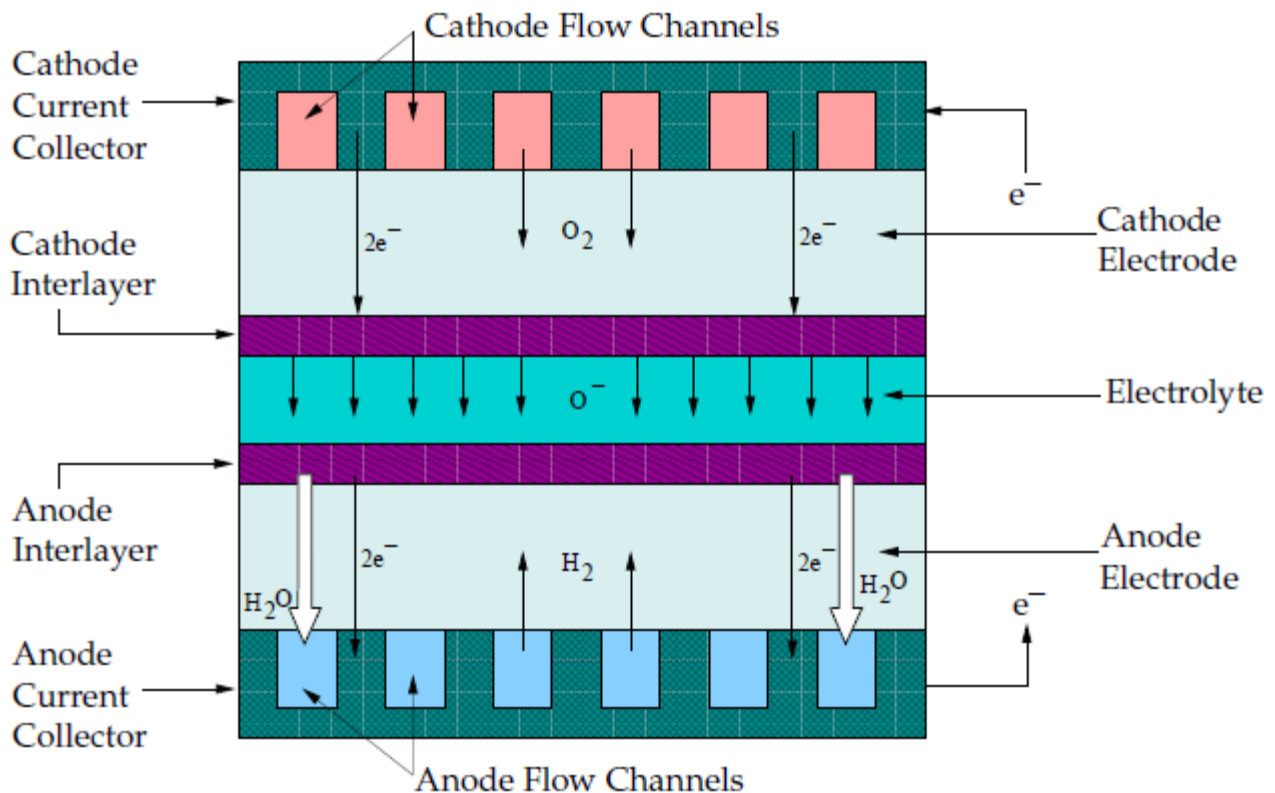 Cathode Flow Channels
Cathode
Current
Collector
e⁻
2e⁻
O₂
2e⁻
Cathode
Electrode
Cathode
Interlayer
O⁻
Electrolyte
Anode
Interlayer
2e⁻
H₂
2e⁻
Anode
Electrode
H₂O
H₂O
e⁻
Anode
Current
Collector
Anode Flow Channels